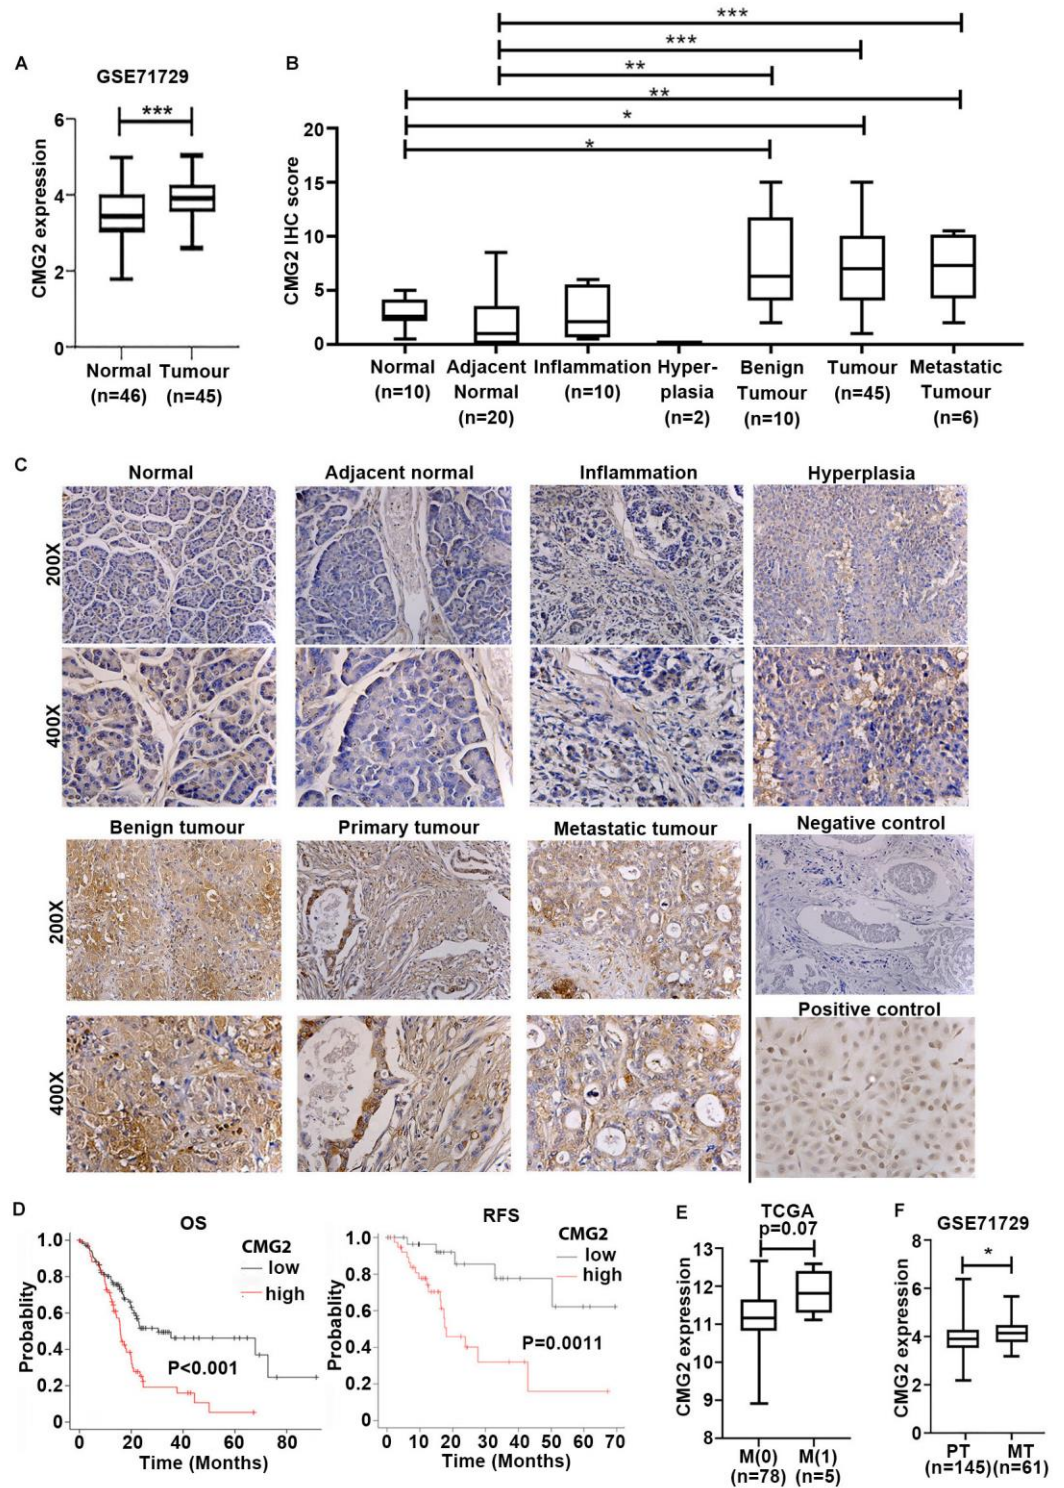 A
GSE71729
***
6
4
2
0
CMG2 expression
Normal Tumour
(n=46) (n=45)
B
***
***
**
**
*
*
20
15
10
5
0
CMG2 IHC score
Normal Adjacent Inflammation Hyper- Benign Tumour Metastatic
(n=10) Normal (n=10) plasia Tumour (n=45) Tumour
(n=20) (n=2) (n=10) (n=6)
C
Normal Adjacent normal Inflammation Hyperplasia
200X
400X
Benign tumour Primary tumour Metastatic tumour Negative control
200X
Positive control
400X
D
OS
CMG2
low
high
P<0.001
1.0
0.8
0.6
0.4
0.2
0
Probablity
0 20 40 60 80
Time (Months)
RFS
CMG2
low
high
P=0.0011
1.0
0.8
0.6
0.4
0.2
0
Probablity
0 10 20 30 40 50 60 70
Time (Months)
E
TCGA
p=0.07
13
12
11
10
9
8
CMG2 expression
M(0) M(1)
(n=78) (n=5)
F
GSE71729
*
8
6
4
2
0
CMG2 expression
PT MT
(n=145) (n=61)